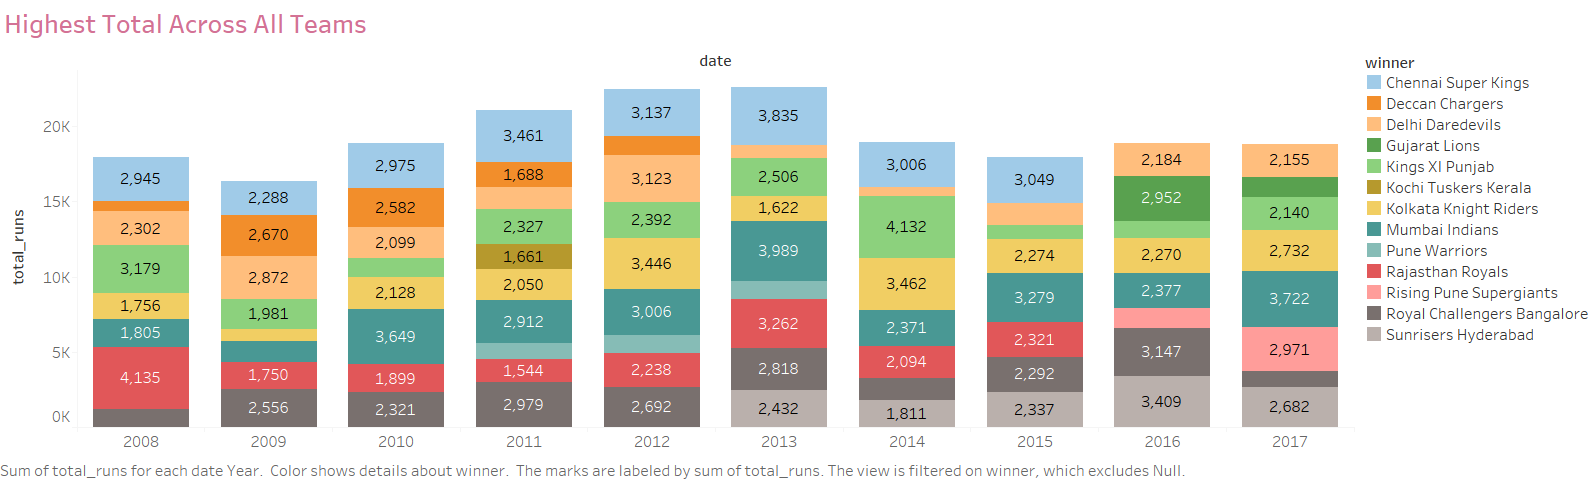 Highest Total Across All Teams
date
winner
Chennai Super Kings
Deccan Chargers
Delhi Daredevils
Gujarat Lions
Kings XI Punjab
Kochi Tuskers Kerala
Kolkata Knight Riders
Mumbai Indians
Pune Warriors
Rajasthan Royals
Rising Pune Supergiants
Royal Challengers Bangalore
Sunrisers Hyderabad
total_runs
20K
15K
10K
5K
0K
2,945
2,302
3,179
1,756
1,805
4,135
2,288
2,670
2,872
1,981
1,750
2,556
2,975
2,582
2,099
2,128
3,649
1,899
2,321
3,461
1,688
2,327
1,661
2,050
2,912
1,544
2,979
3,137
3,123
2,392
3,446
3,006
2,238
2,692
3,835
2,506
1,622
3,989
3,262
2,818
2,432
3,006
4,132
3,462
2,371
2,094
1,811
3,049
2,274
3,279
2,321
2,292
2,337
2,184
2,952
2,270
2,377
3,147
3,409
2,155
2,140
2,732
3,722
2,971
2,682
2008 2009 2010 2011 2012 2013 2014 2015 2016 2017
Sum of total_runs for each date Year. Color shows details about winner. The marks are labeled by sum of total_runs. The view is filtered on winner, which excludes Null.